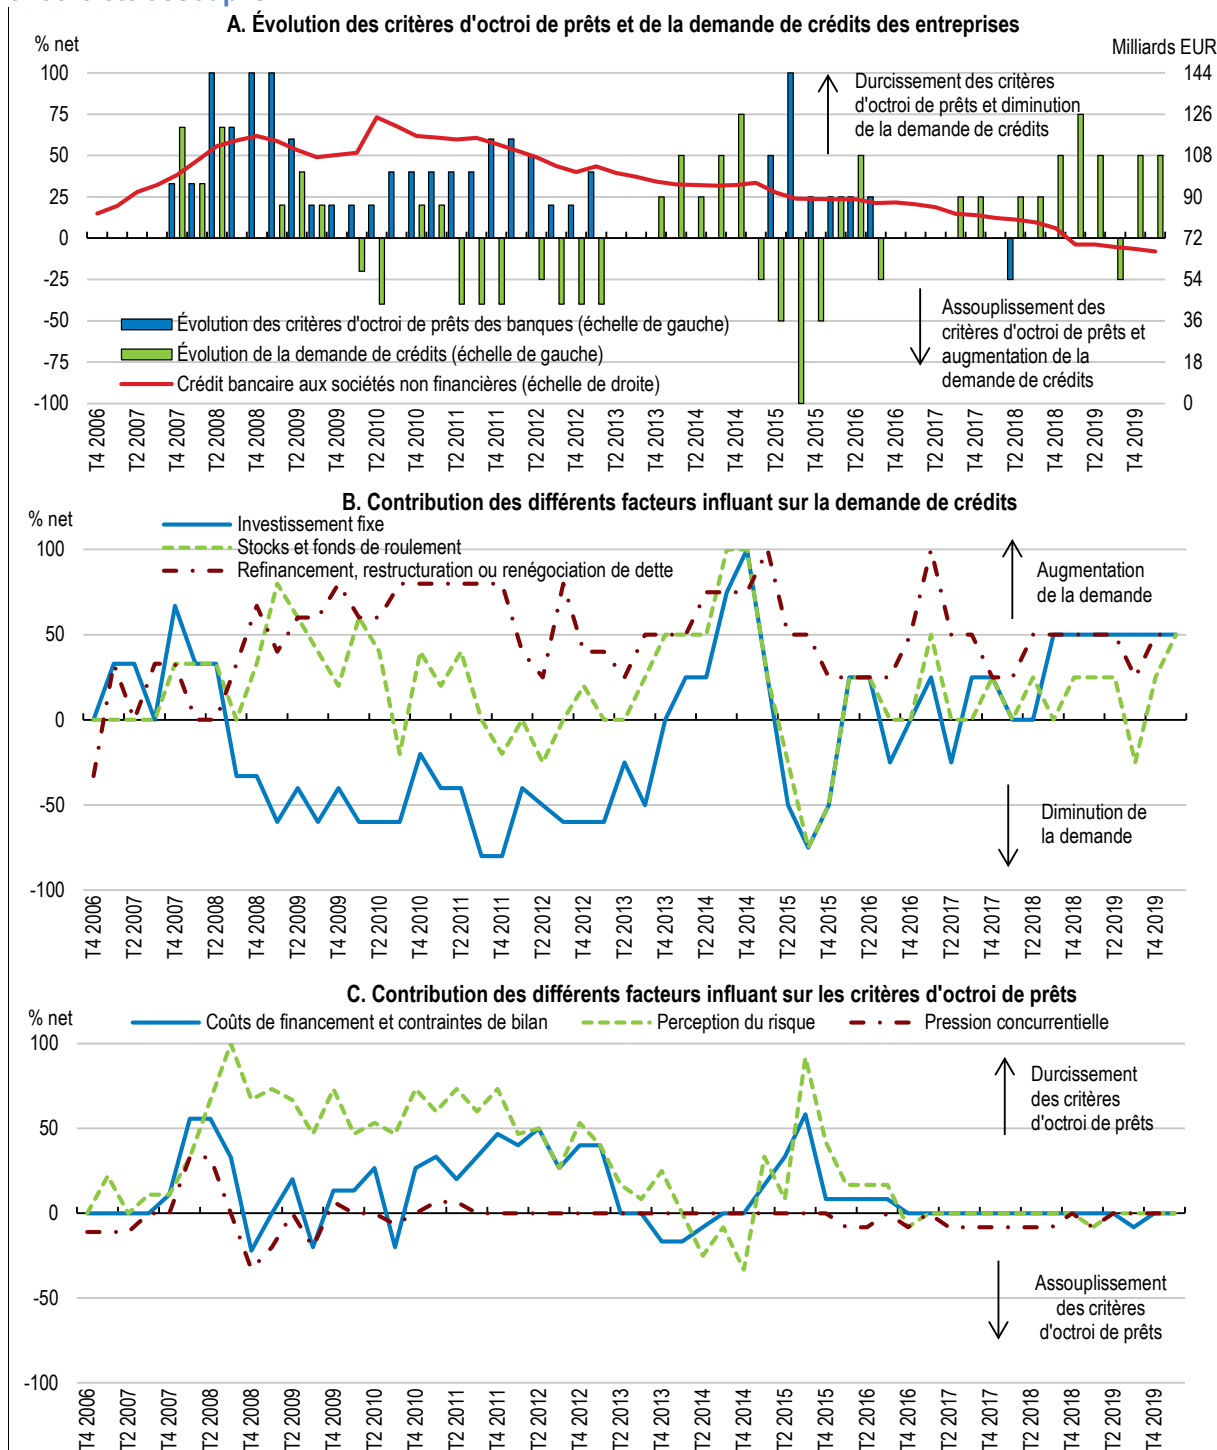 A. Évolution des critères d'octroi de prêts et de la demande de crédits des entreprises
% net
Milliards EUR
100
75
50
25
0
-25
-50
-75
-100
144
126
108
90
72
54
36
18
0
Durcissement des critères
d'octroi de prêts et diminution
de la demande de crédits
Assouplissement des
critères d'octroi de prêts et
augmentation de la
demande de crédits
Évolution des critères d'octroi de prêts des banques (échelle de gauche)
Évolution de la demande de crédits (échelle de gauche)
Crédit bancaire aux sociétés non financières (échelle de droite)
T4 2006
T2 2007
T4 2007
T2 2008
T4 2008
T2 2009
T4 2009
T2 2010
T4 2010
T2 2011
T4 2011
T2 2012
T4 2012
T2 2013
T4 2013
T2 2014
T4 2014
T2 2015
T4 2015
T2 2016
T4 2016
T2 2017
T4 2017
T2 2018
T4 2018
T2 2019
T4 2019
B. Contribution des différents facteurs influant sur la demande de crédits
% net
Investissement fixe
Stocks et fonds de roulement
Refinancement, restructuration ou renégociation de dette
100
50
0
-50
-100
Augmentation
de la demande
Diminution de
la demande
T4 2006
T2 2007
T4 2007
T2 2008
T4 2008
T2 2009
T4 2009
T2 2010
T4 2010
T2 2011
T4 2011
T2 2012
T4 2012
T2 2013
T4 2013
T2 2014
T4 2014
T2 2015
T4 2015
T2 2016
T4 2016
T2 2017
T4 2017
T2 2018
T4 2018
T2 2019
T4 2019
C. Contribution des différents facteurs influant sur les critères d'octroi de prêts
% net
Coûts de financement et contraintes de bilan
Perception du risque
Pression concurrentielle
100
50
0
-50
-100
Durcissement
des critères
d'octroi de prêts
Assouplissement
des critères
d'octroi de prêts
T4 2006
T2 2007
T4 2007
T2 2008
T4 2008
T2 2009
T4 2009
T2 2010
T4 2010
T2 2011
T4 2011
T2 2012
T4 2012
T2 2013
T4 2013
T2 2014
T4 2014
T2 2015
T4 2015
T2 2016
T4 2016
T2 2017
T4 2017
T2 2018
T4 2018
T2 2019
T4 2019